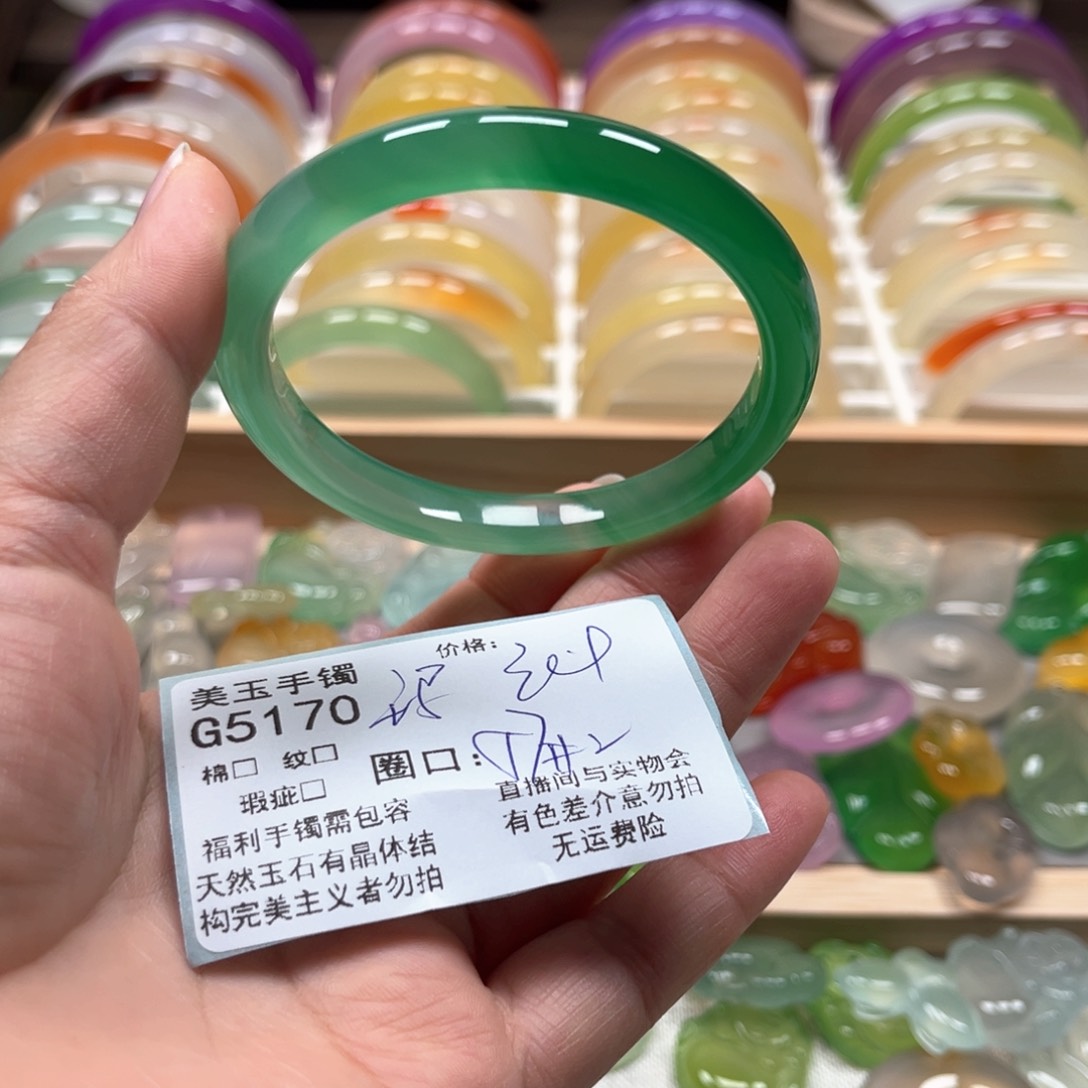 价格:
美玉手镯
G5170
棉□ 纹□
瑕疵□
圈口:
福利手镯需包容
天然玉石有晶体结
构完美主义者勿拍
直播间与实物会
有色差介意勿拍
无运费险